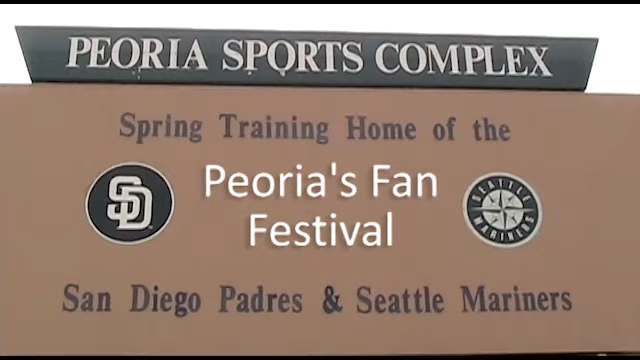 PEORIA SPORTS COMPLEX
Spring Training Home of the
SD
Peoria's Fan
Festival
SEATTLE
MARINERS
San Diego Padres & Seattle Mariners